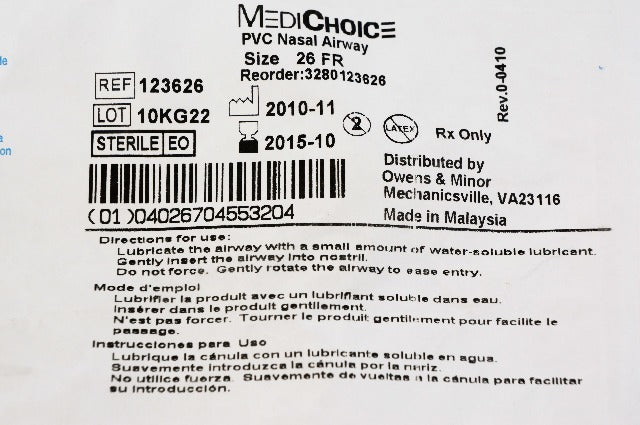 MEDICHOICE
PVC Nasal Airway
Size 26 FR
Reorder:3280123626
REF 123626
LOT 10KG22
STERILE EO
2010-11
2015-10
2
LATEX
Rx Only
Rev.0-0410
Distributed by
Owens & Minor
Mechanicsville, VA23116
Made in Malaysia
(01)04026704553204
Directions for use:
Lubricate the airway with a small amount of water-soluble lubricant.
Gently insert the airway into nostril.
Do not force. Gently rotate the airway to ease entry.
Mode d'emploi
Lubrifier la produit avec un lubrifiant soluble dans eau.
Insérer dans le produit gentilement.
N'est pas forcer. Tourner le produit gentilment pour facilite le
passage.
Instrucciones para Uso
Lubrique la cánula con un lubricante soluble en agua.
Suavemente introduzca la cánula por la nariz.
No utilice fuerza. Suavemente de vueltas a la cánula para facilitar
su introducción.